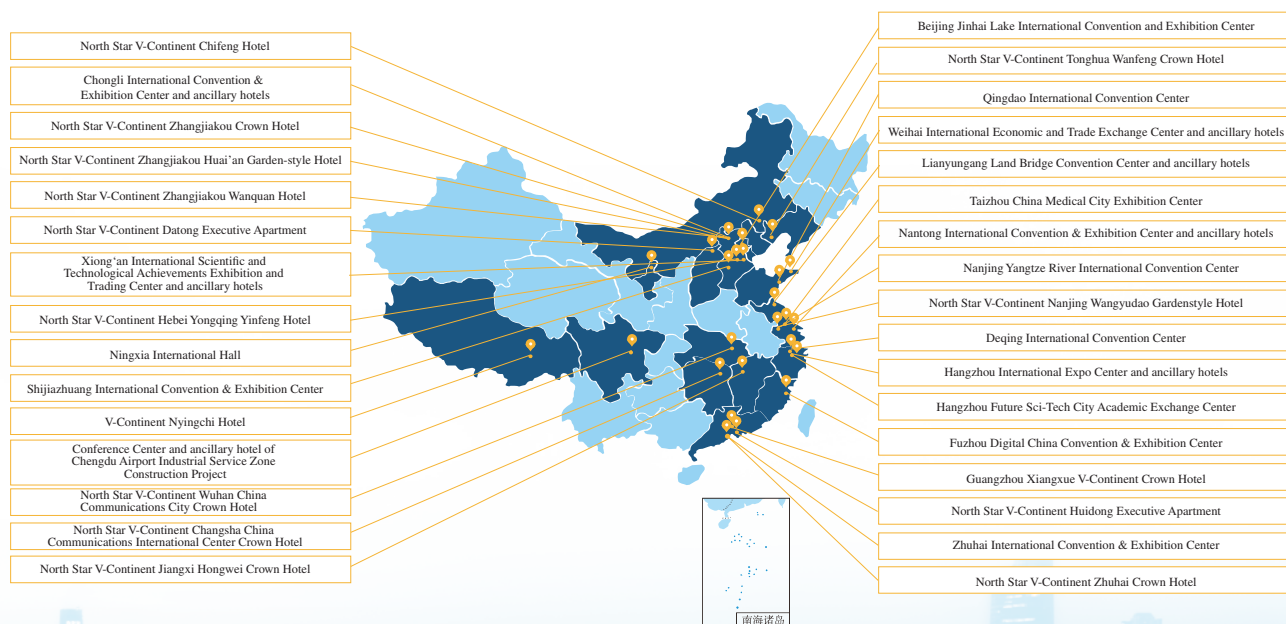 North Star V-Continent Chifeng Hotel
Chongli International Convention &
Exhibition Center and ancillary hotels
North Star V-Continent Zhangjiakou Crown Hotel
North Star V-Continent Zhangjiakou Huai'an Garden-style Hotel
North Star V-Continent Zhangjiakou Wanquan Hotel
North Star V-Continent Datong Executive Apartment
Xiong'an International Scientific and
Technological Achievements Exhibition and
Trading Center and ancillary hotels
North Star V-Continent Hebei Yongqing Yinfeng Hotel
Ningxia International Hall
Shijiazhuang International Convention & Exhibition Center
V-Continent Nyingchi Hotel
Conference Center and ancillary hotel of
Chengdu Airport Industrial Service Zone
Construction Project
North Star V-Continent Wuhan China
Communications City Crown Hotel
North Star V-Continent Changsha China
Communications International Center Crown Hotel
North Star V-Continent Jiangxi Hongwei Crown Hotel
Beijing Jinhai Lake International Convention and Exhibition Center
North Star V-Continent Tonghua Wanfeng Crown Hotel
Qingdao International Convention Center
Weihai International Economic and Trade Exchange Center and ancillary hotels
Lianyungang Land Bridge Convention Center and ancillary hotels
Taizhou China Medical City Exhibition Center
Nantong International Convention & Exhibition Center and ancillary hotels
Nanjing Yangtze River International Convention Center
North Star V-Continent Nanjing Wangyudao Gardenstyle Hotel
Deqing International Convention Center
Hangzhou International Expo Center and ancillary hotels
Hangzhou Future Sci-Tech City Academic Exchange Center
Fuzhou Digital China Convention & Exhibition Center
Guangzhou Xiangxue V-Continent Crown Hotel
North Star V-Continent Huidong Executive Apartment
Zhuhai International Convention & Exhibition Center
North Star V-Continent Zhuhai Crown Hotel
南海诸岛